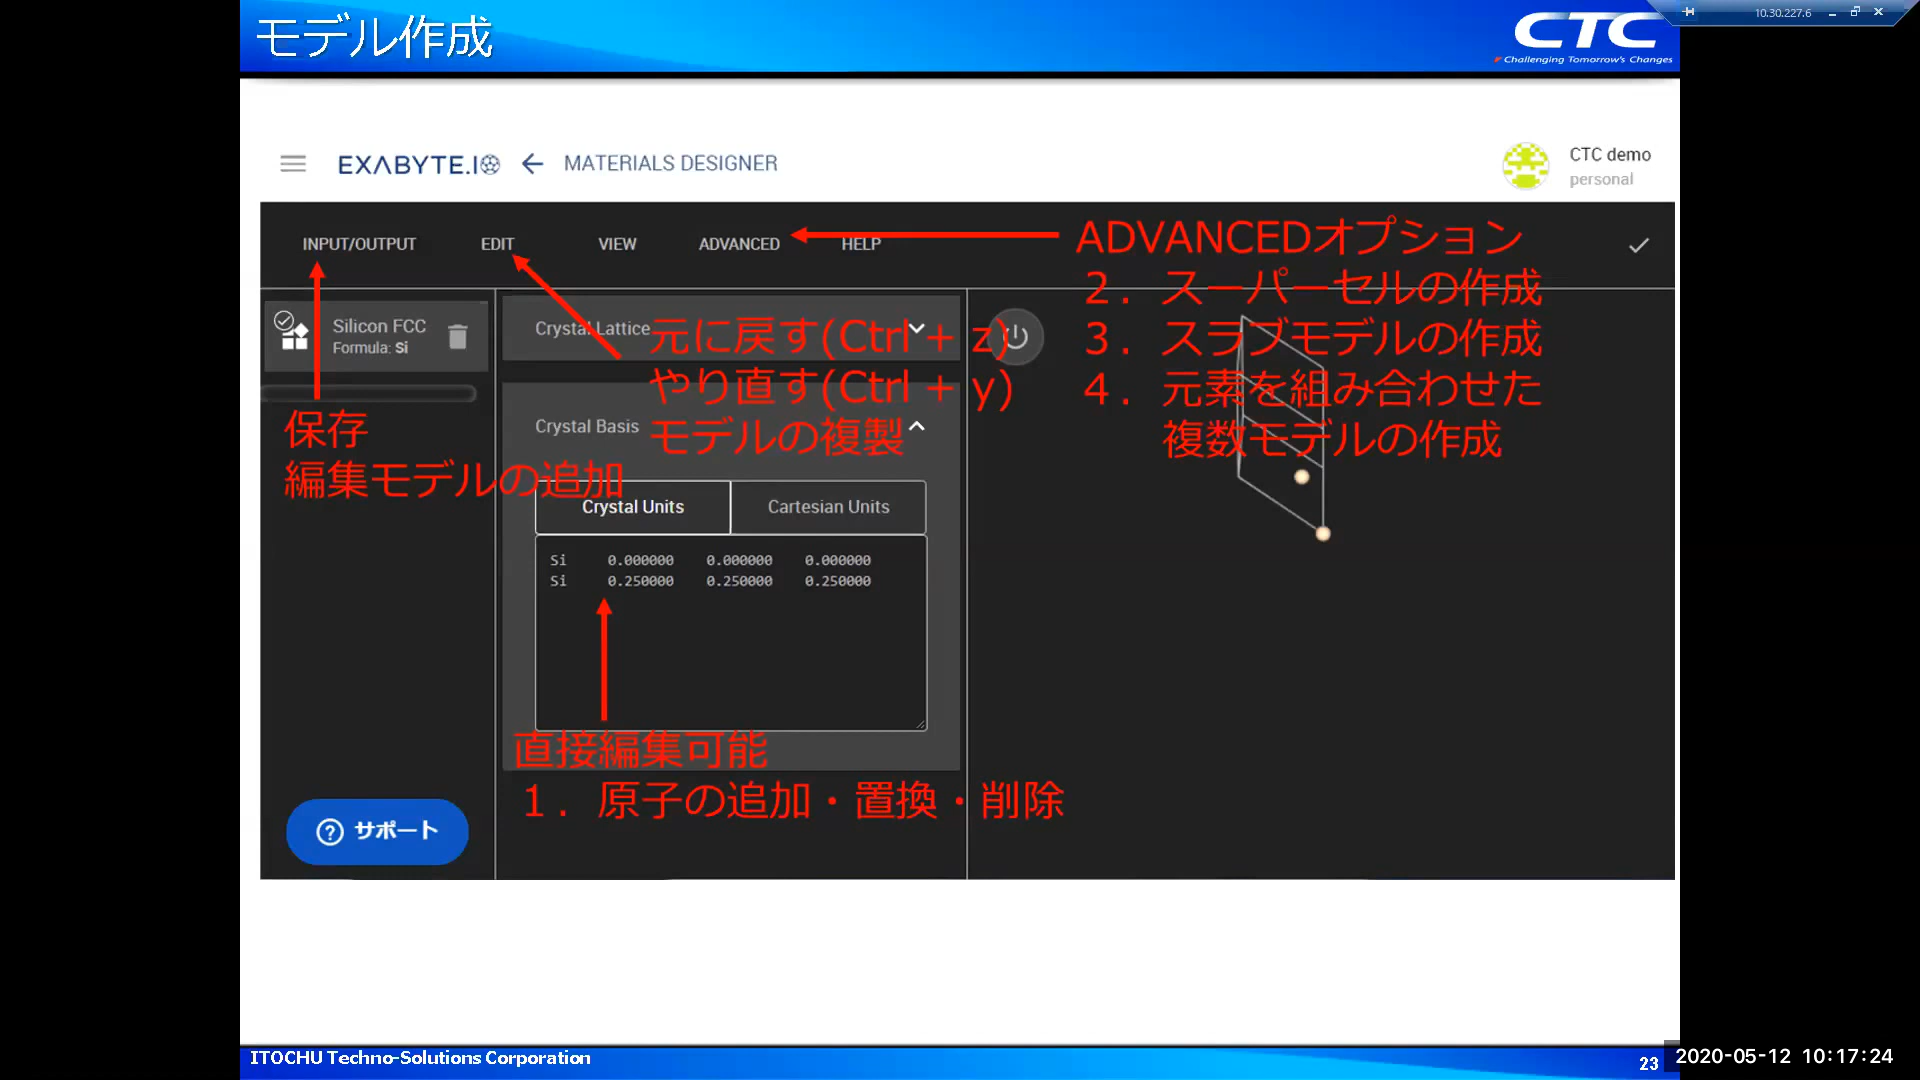 モデル作成
CTC
Challenging Tomorrow's Changes
10.30.227.6
EXABYTE.IO
MATERIALS DESIGNER
CTC demo
personal
INPUT/OUTPUT
EDIT
VIEW
ADVANCED
HELP
ADVANCEDオプション
2．スーパーセルの作成
3．スラブモデルの作成
4．元素を組み合わせた
複数モデルの作成
Silicon FCC
Formula: Si
保存
編集モデルの追加
Crystal Lattice
元に戻す(Ctrl + z)
やり直す(Ctrl + y)
モデルの複製
Crystal Basis
Crystal Units
Cartesian Units
Si 0.000000 0.000000 0.000000
Si 0.250000 0.250000 0.250000
直接編集可能
1．原子の追加・置換・削除
サポート
ITOCHU Techno-Solutions Corporation
23
2020-05-12 10:17:24